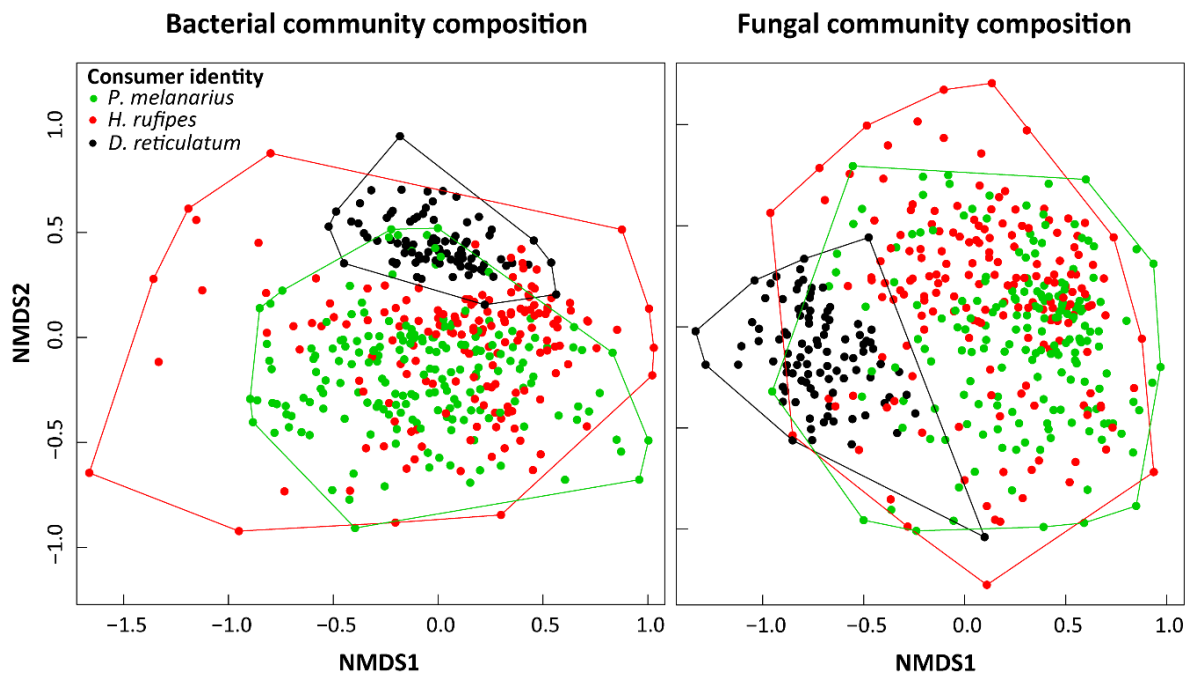 Bacterial community composition
Fungal community composition
Consumer identity
P. melanarius
H. rufipes
D. reticulatum
NMDS2
1.0
0.5
0.0
−0.5
−1.0
−1.5 −1.0 −0.5 0.0 0.5 1.0
NMDS1
−1.0 −0.5 0.0 0.5 1.0
NMDS1